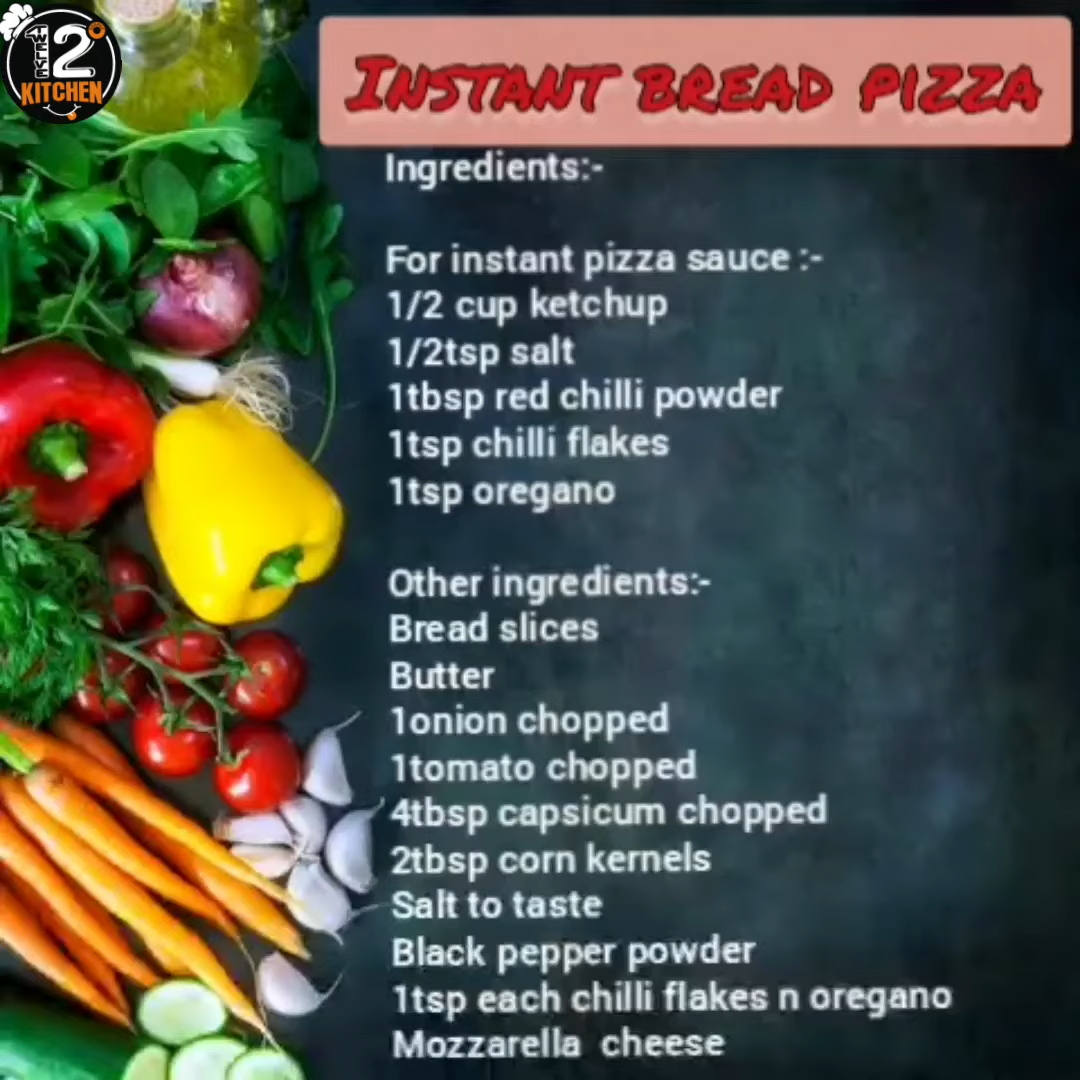 TWELVE
12
KITCHEN
INSTANT BREAD PIZZA
Ingredients:-
For instant pizza sauce :-
1/2 cup ketchup
1/2tsp salt
1tbsp red chilli powder
1tsp chilli flakes
1tsp oregano
Other ingredients:-
Bread slices
Butter
1onion chopped
1tomato chopped
4tbsp capsicum chopped
2tbsp corn kernels
Salt to taste
Black pepper powder
1tsp each chilli flakes n oregano
Mozzarella  cheese